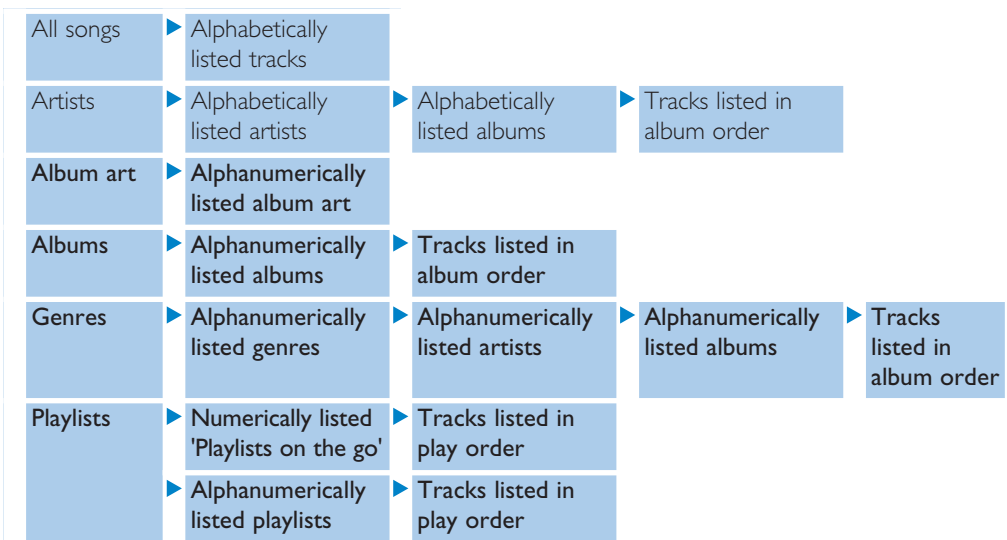 All songs
Alphabetically
listed tracks
Artists
Alphabetically
listed artists
Alphabetically
listed albums
Tracks listed in
album order
Album art
Alphanumerically
listed album art
Albums
Alphanumerically
listed albums
Tracks listed in
album order
Genres
Alphanumerically
listed genres
Alphanumerically
listed artists
Alphanumerically
listed albums
Tracks
listed in
album order
Playlists
Numerically listed
'Playlists on the go'
Tracks listed in
play order
Alphanumerically
listed playlists
Tracks listed in
play order